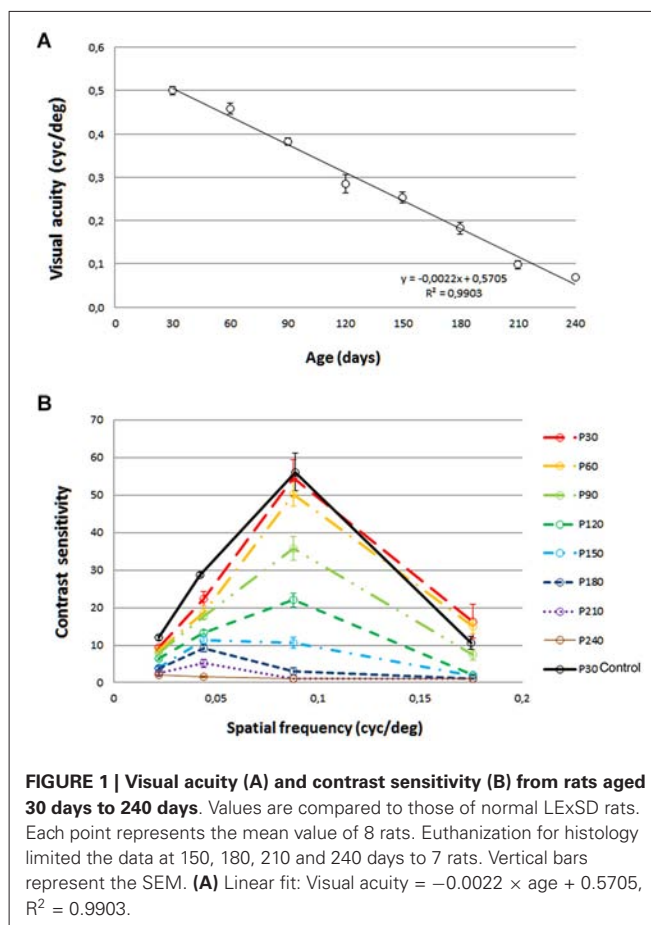 A
0,6
0,5
0,4
0,3
0,2
0,1
0,0
Visual acuity (cyc/deg)
y = -0,0022x + 0,5705
R² = 0,9903
0 30 60 90 120 150 180 210 240
Age (days)
B
70
60
50
40
30
20
10
0
Contrast sensitivity
0 0,05 0,1 0,15 0,2
Spatial frequency (cyc/deg)
P30
P60
P90
P120
P150
P180
P210
P240
P30 Control
FIGURE 1 | Visual acuity (A) and contrast sensitivity (B) from rats aged
30 days to 240 days. Values are compared to those of normal LExSD rats.
Each point represents the mean value of 8 rats. Euthanization for histology
limited the data at 150, 180, 210 and 240 days to 7 rats. Vertical bars
represent the SEM. (A) Linear fit: Visual acuity = −0.0022 × age + 0.5705,
R² = 0.9903.